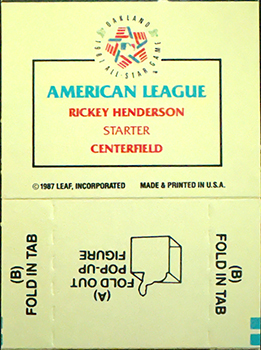 OAKLAND
1987 ALL-STAR GAME
AMERICAN LEAGUE
RICKEY HENDERSON
STARTER
CENTERFIELD
© 1987 LEAF, INCORPORATED MADE & PRINTED IN U.S.A.
(B)
FOLD IN TAB
(A)
FOLD OUT
POP-UP
FIGURE
(B)
FOLD IN TAB